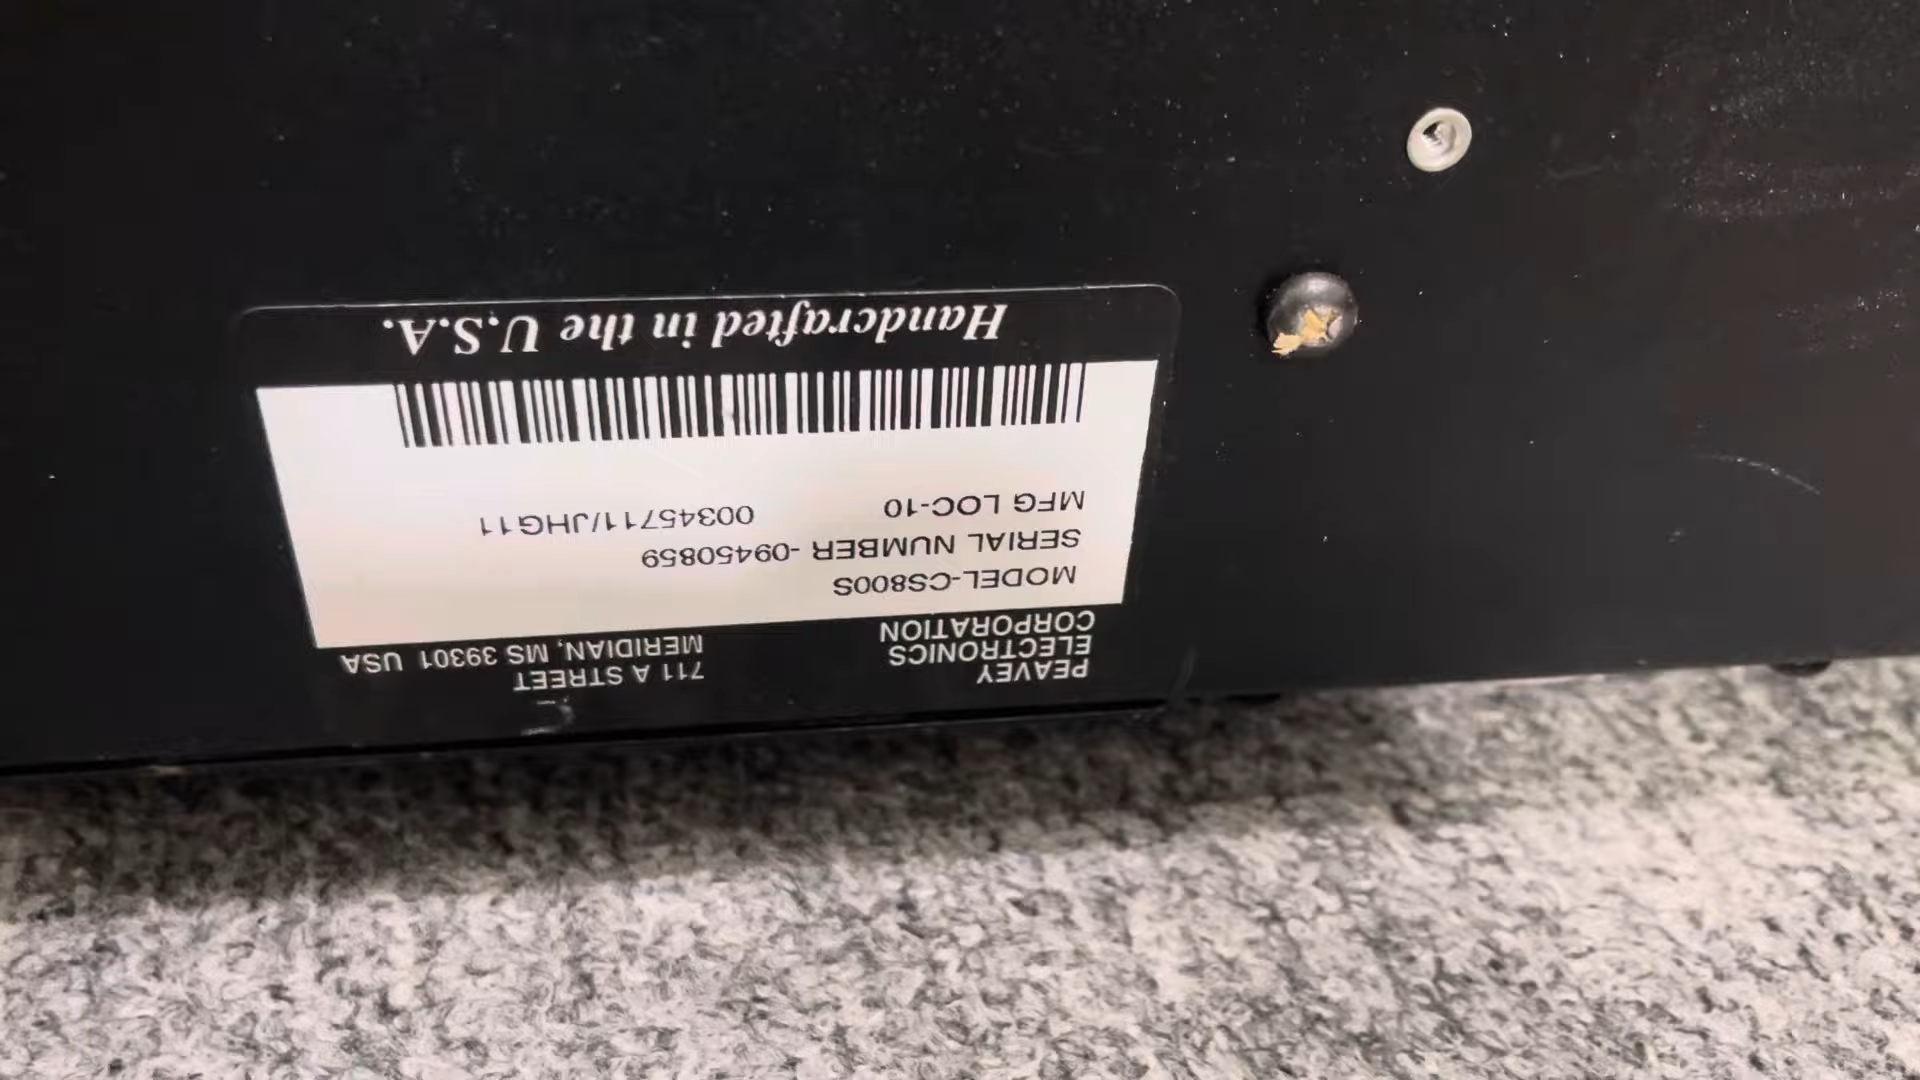 PEAVEY
ELECTRONICS
CORPORATION
711 A STREET
MERIDIAN, MS 39301 USA
MODEL-CS800S
SERIAL NUMBER -09450859
MFG LOC-10 00345711/JHG11
Handcrafted in the U.S.A.